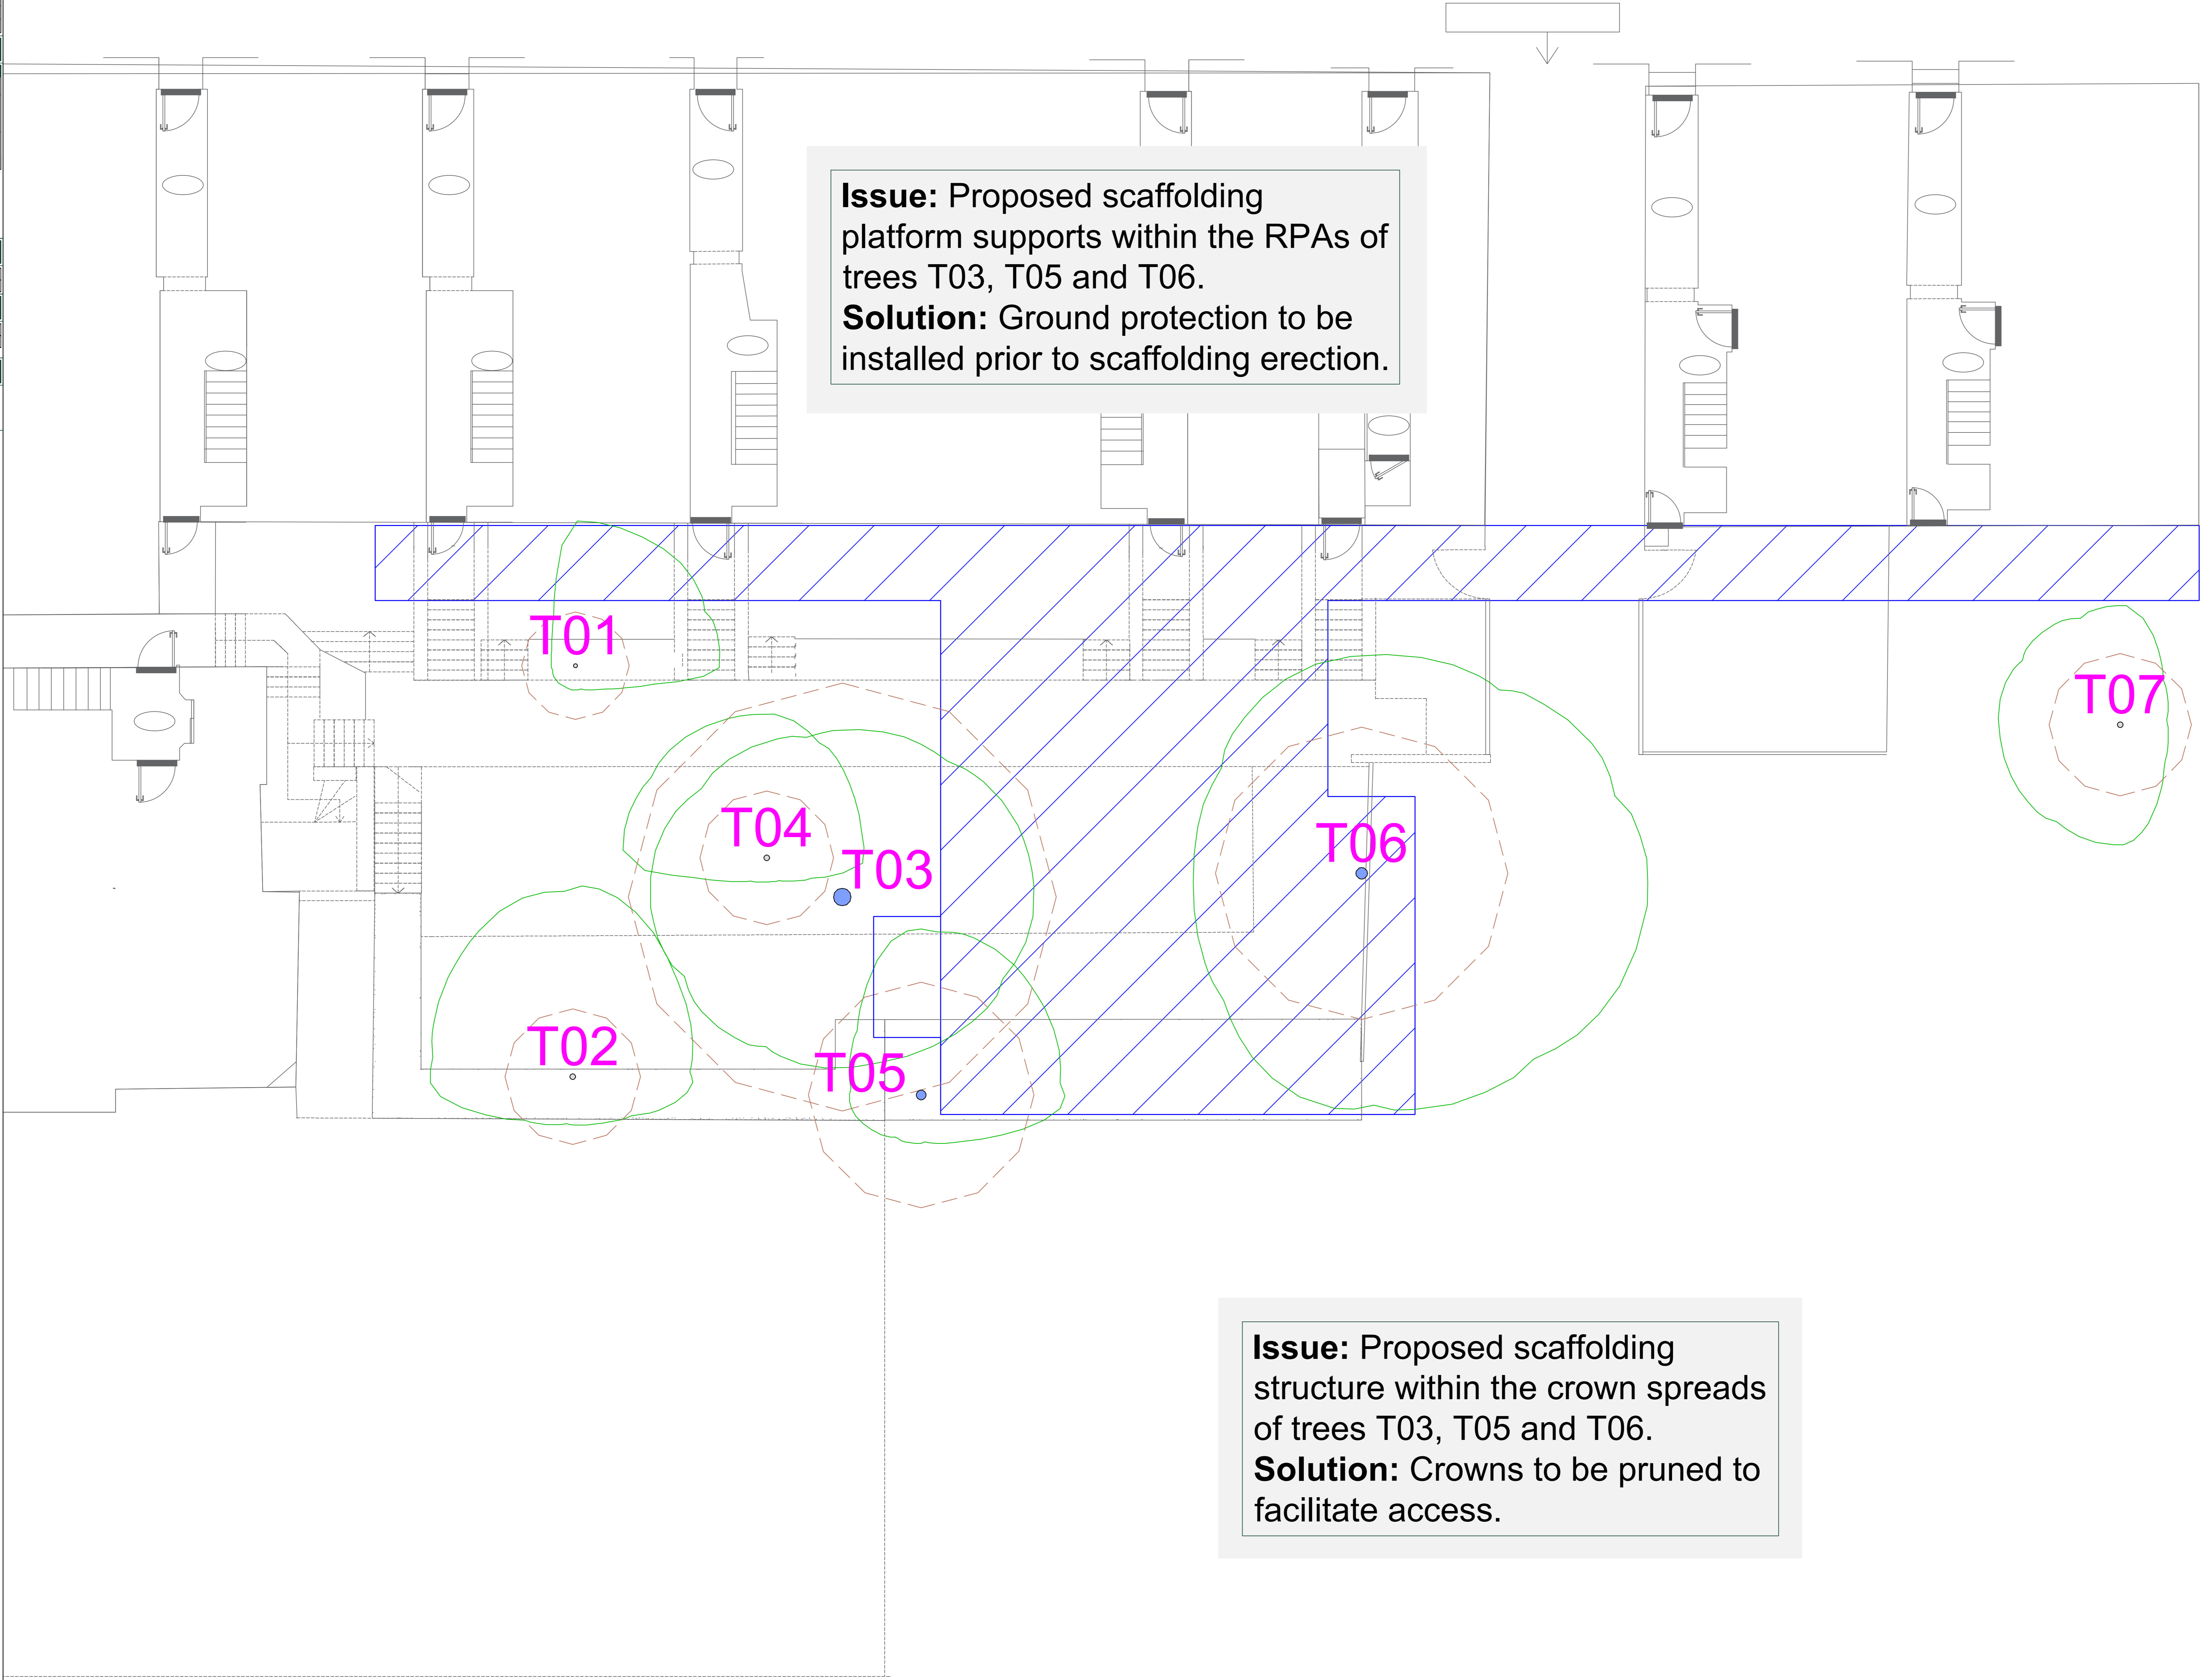 Issue: Proposed scaffolding
platform supports within the RPAs of
trees T03, T05 and T06.
Solution: Ground protection to be
installed prior to scaffolding erection.
T01
T07
T04
T06
T03
T02
T05
Issue: Proposed scaffolding
structure within the crown spreads
of trees T03, T05 and T06.
Solution: Crowns to be pruned to
facilitate access.